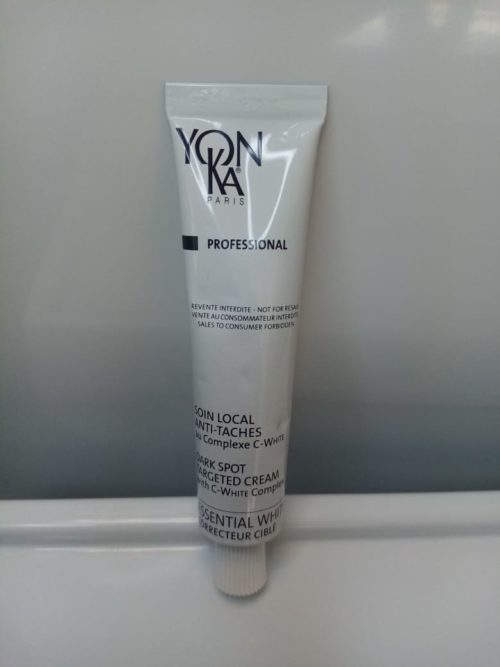 YON
KA®
PARIS
PROFESSIONAL
REVENTE INTERDITE - NOT FOR RESALE
VENTE AU CONSOMMATEUR INTERDITE
SALES TO CONSUMER FORBIDDEN
SOIN LOCAL
ANTI-TACHES
au Complexe C-WHITE
DARK SPOT
TARGETED CREAM
with C-WHITE Complex
ESSENTIAL WHITE
CORRECTEUR CIBLÉ